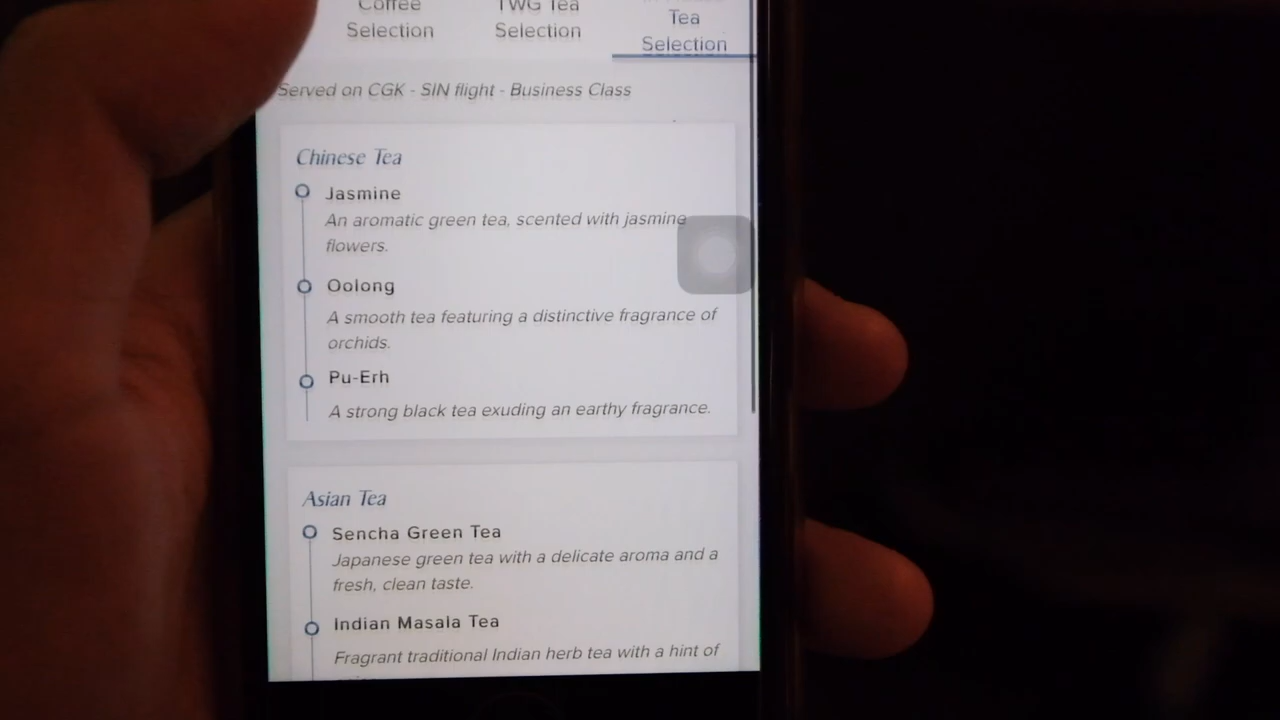 Coffee
Selection
TWG Tea
Selection
Tea
Selection
Served on CGK - SIN flight - Business Class
Chinese Tea
Jasmine
An aromatic green tea, scented with jasmine
flowers.
Oolong
A smooth tea featuring a distinctive fragrance of
orchids.
Pu-Erh
A strong black tea exuding an earthy fragrance.
Asian Tea
Sencha Green Tea
Japanese green tea with a delicate aroma and a
fresh, clean taste.
Indian Masala Tea
Fragrant traditional Indian herb tea with a hint of